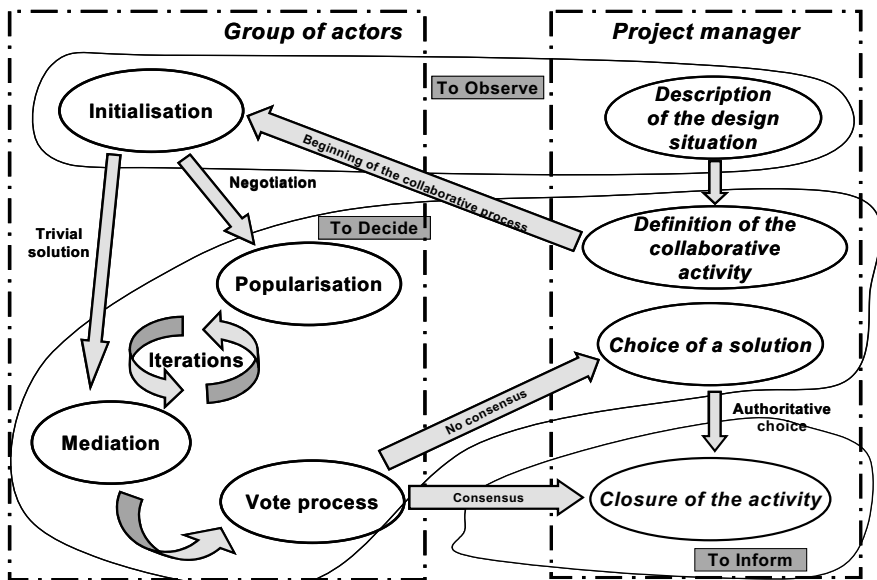 Group of actors
Project manager
To Observe
Initialisation
Description
of the design
situation
Beginning of the collaborative process
Negotiation
Trivial
solution
To Decide
Definition of the
collaborative
activity
Popularisation
Iterations
Choice of a solution
No consensus
Authoritative
choice
Mediation
Vote process
Consensus
Closure of the activity
To Inform